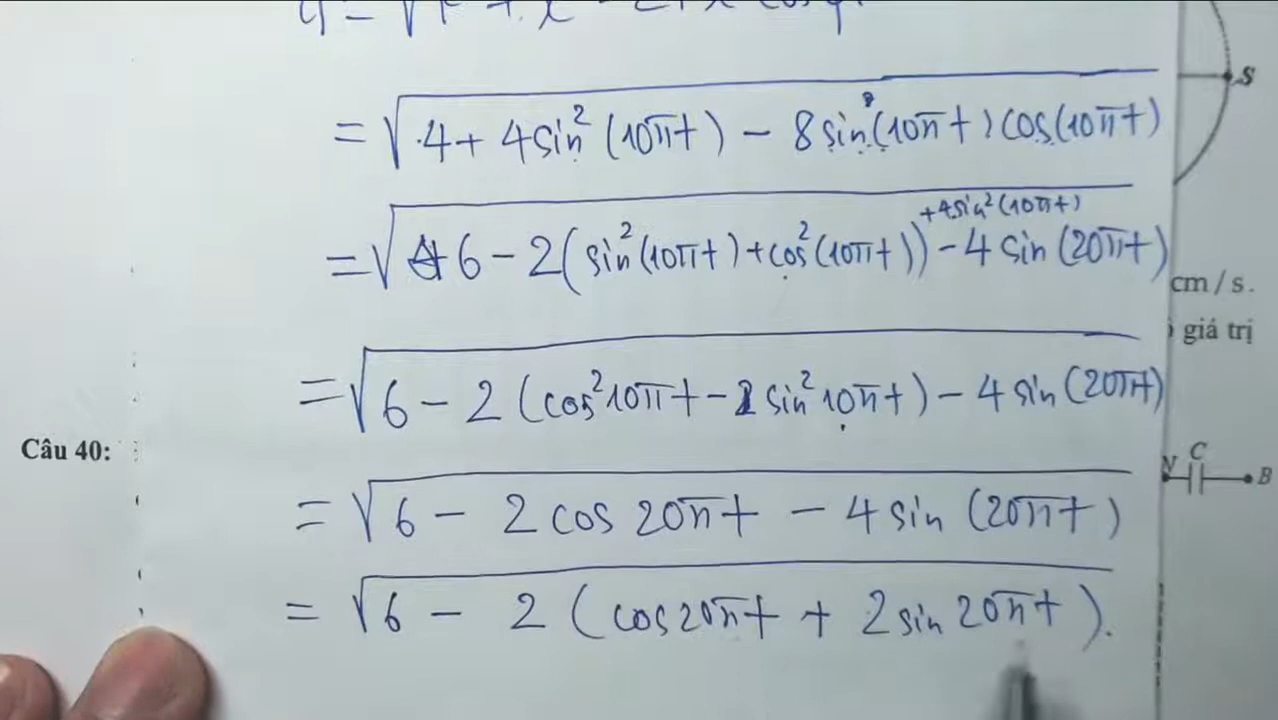 = √4 + 4sin²(10πt) − 8sin(10πt)cos(10πt)
S
+4sin²(10πt)
= √6 − 2(sin²(10πt) + cos²(10πt)) − 4sin(20πt)
cm/s.
giá trị
= √6 − 2(cos²10πt − sin²10πt) − 4sin(20πt)
Câu 40:
C
B
= √6 − 2cos20πt − 4sin(20πt)
= √6 − 2(cos20πt + 2sin20πt).